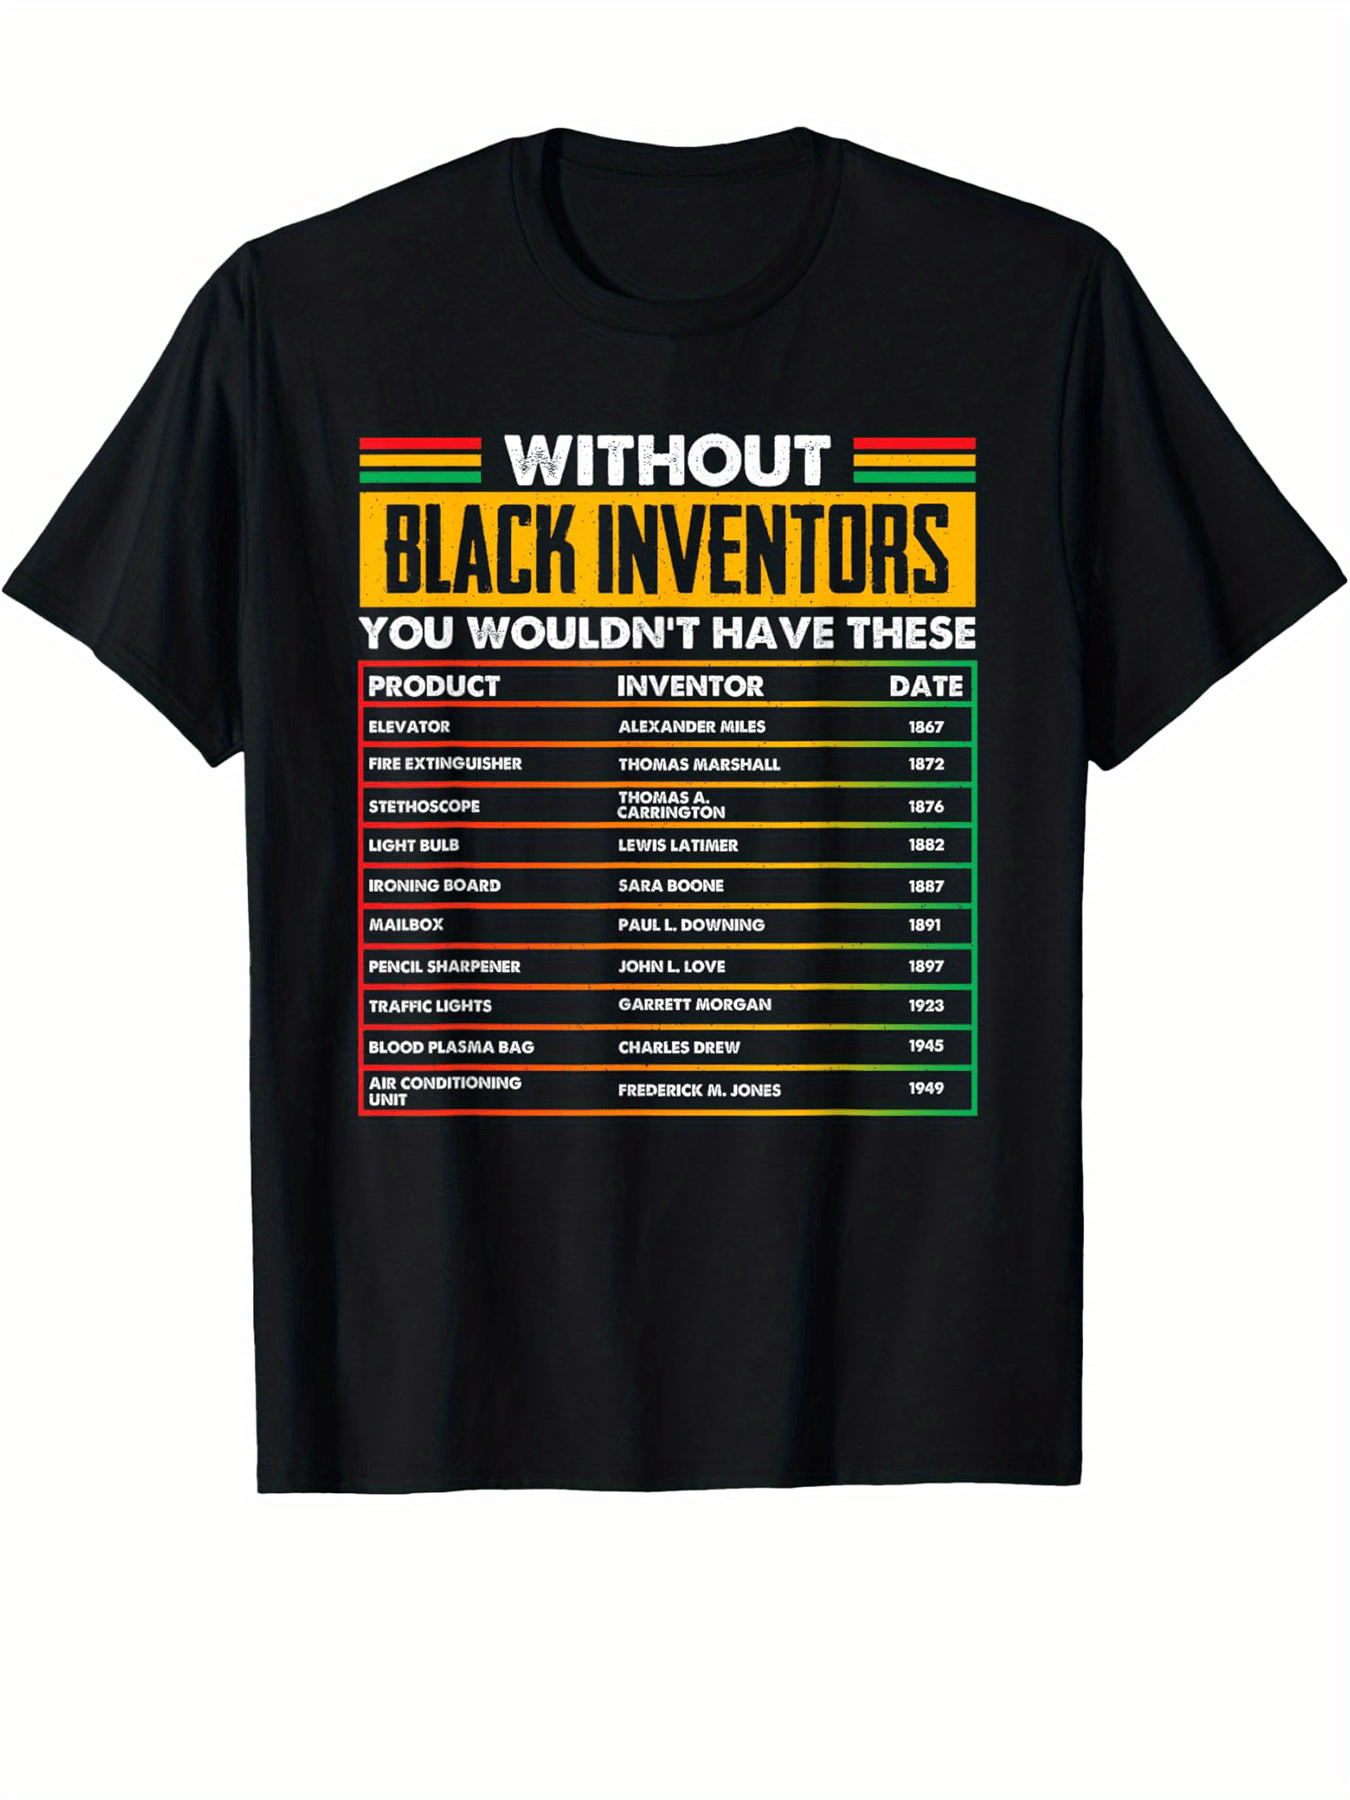 WITHOUT
BLACK INVENTORS
YOU WOULDN'T HAVE THESE
PRODUCT INVENTOR DATE
ELEVATOR ALEXANDER MILES 1867
FIRE EXTINGUISHER THOMAS MARSHALL 1872
STETHOSCOPE THOMAS A. CARRINGTON 1876
LIGHT BULB LEWIS LATIMER 1882
IRONING BOARD SARA BOONE 1887
MAILBOX PAUL L. DOWNING 1891
PENCIL SHARPENER JOHN L. LOVE 1897
TRAFFIC LIGHTS GARRETT MORGAN 1923
BLOOD PLASMA BAG CHARLES DREW 1945
AIR CONDITIONING UNIT FREDERICK M. JONES 1949